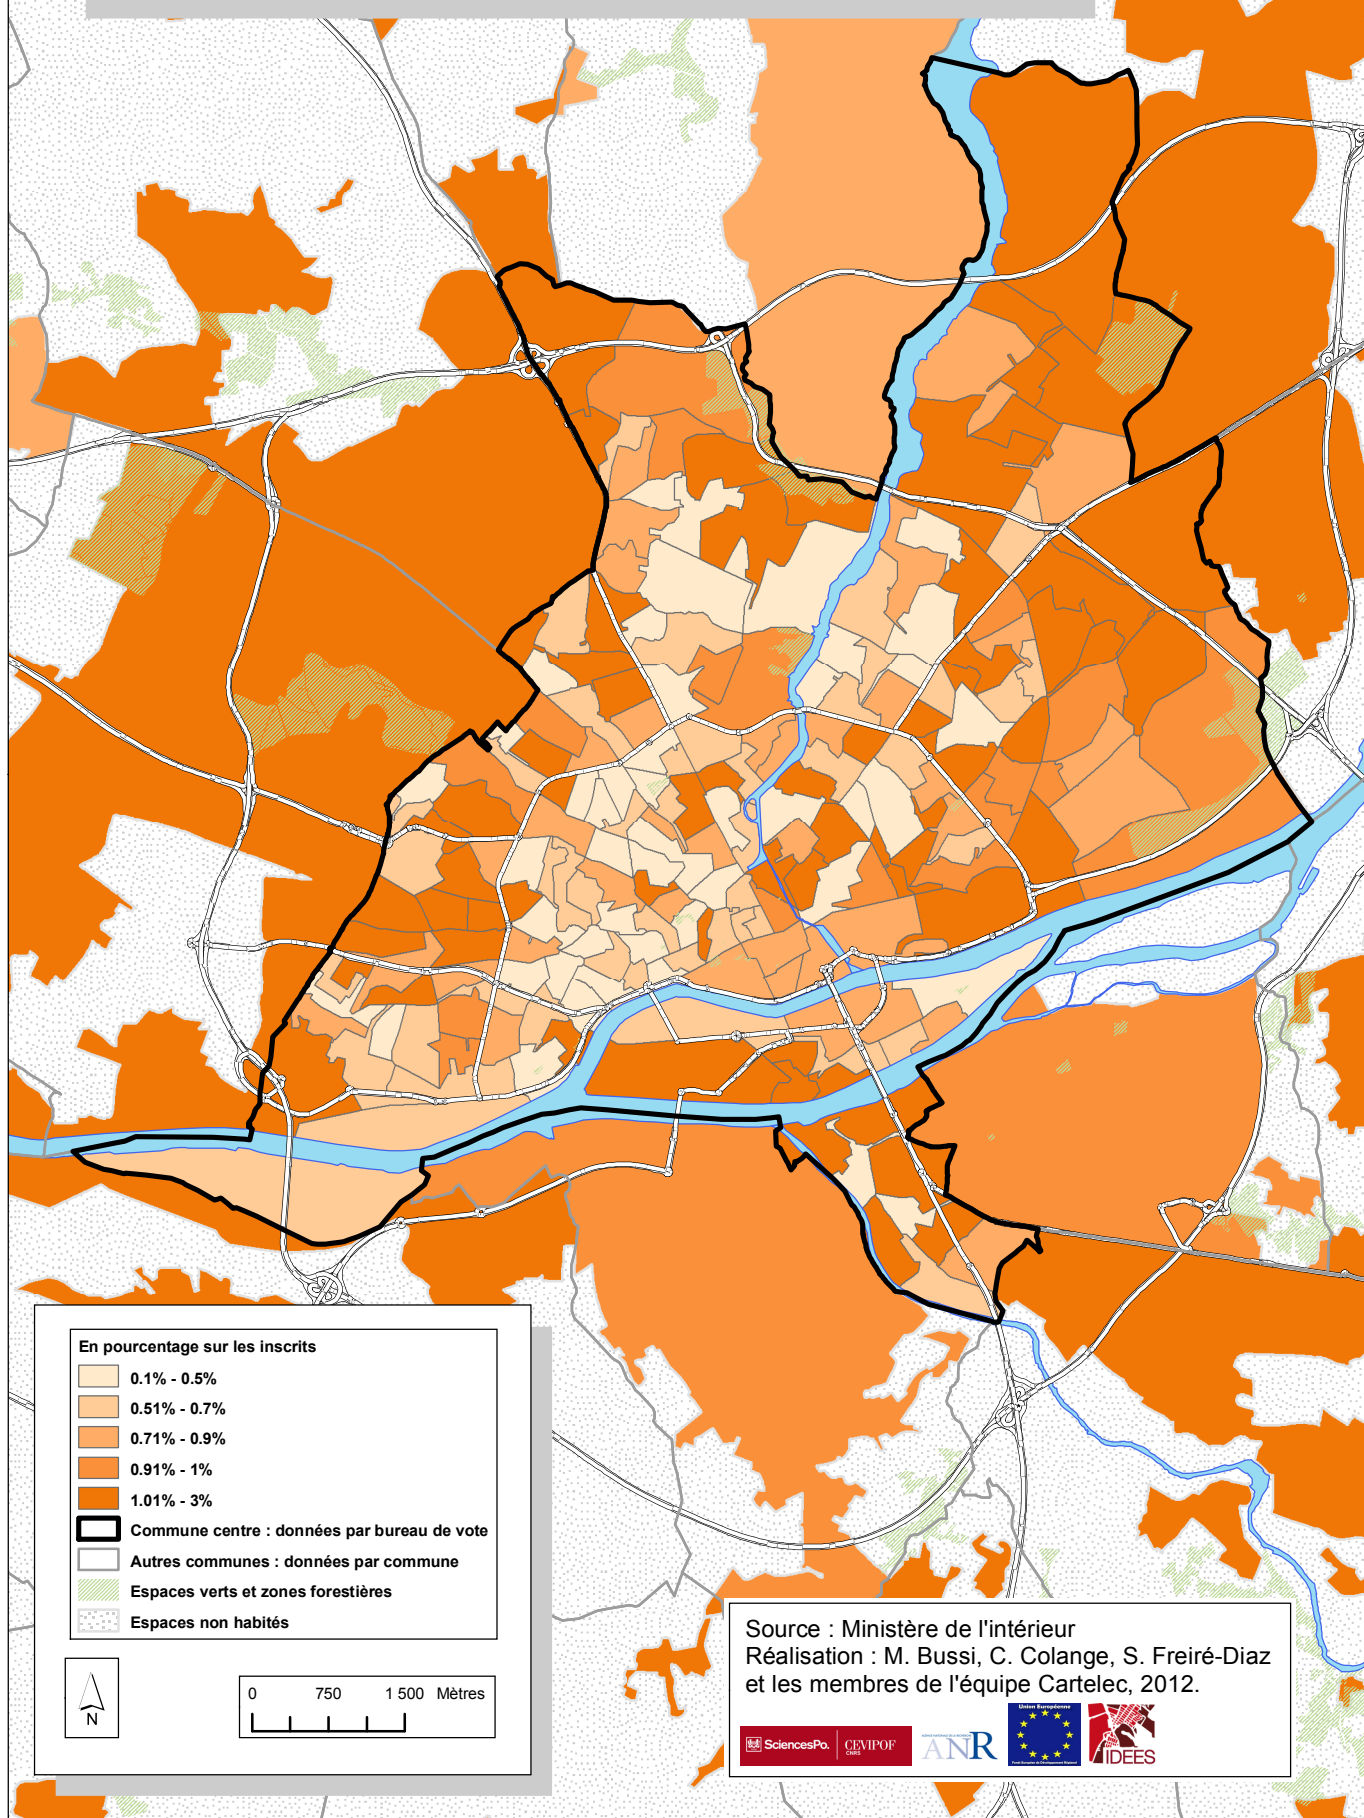 En pourcentage sur les inscrits
0.1% - 0.5%
0.51% - 0.7%
0.71% - 0.9%
0.91% - 1%
1.01% - 3%
Commune centre : données par bureau de vote
Autres communes : données par commune
Espaces verts et zones forestières
Espaces non habités
N
0 750 1 500 Mètres
Source : Ministère de l'intérieur
Réalisation : M. Bussi, C. Colange, S. Freiré-Diaz
et les membres de l'équipe Cartelec, 2012.
SciencesPo. CEVIPOF
CNRS
ANR
Union Européenne
IDEES